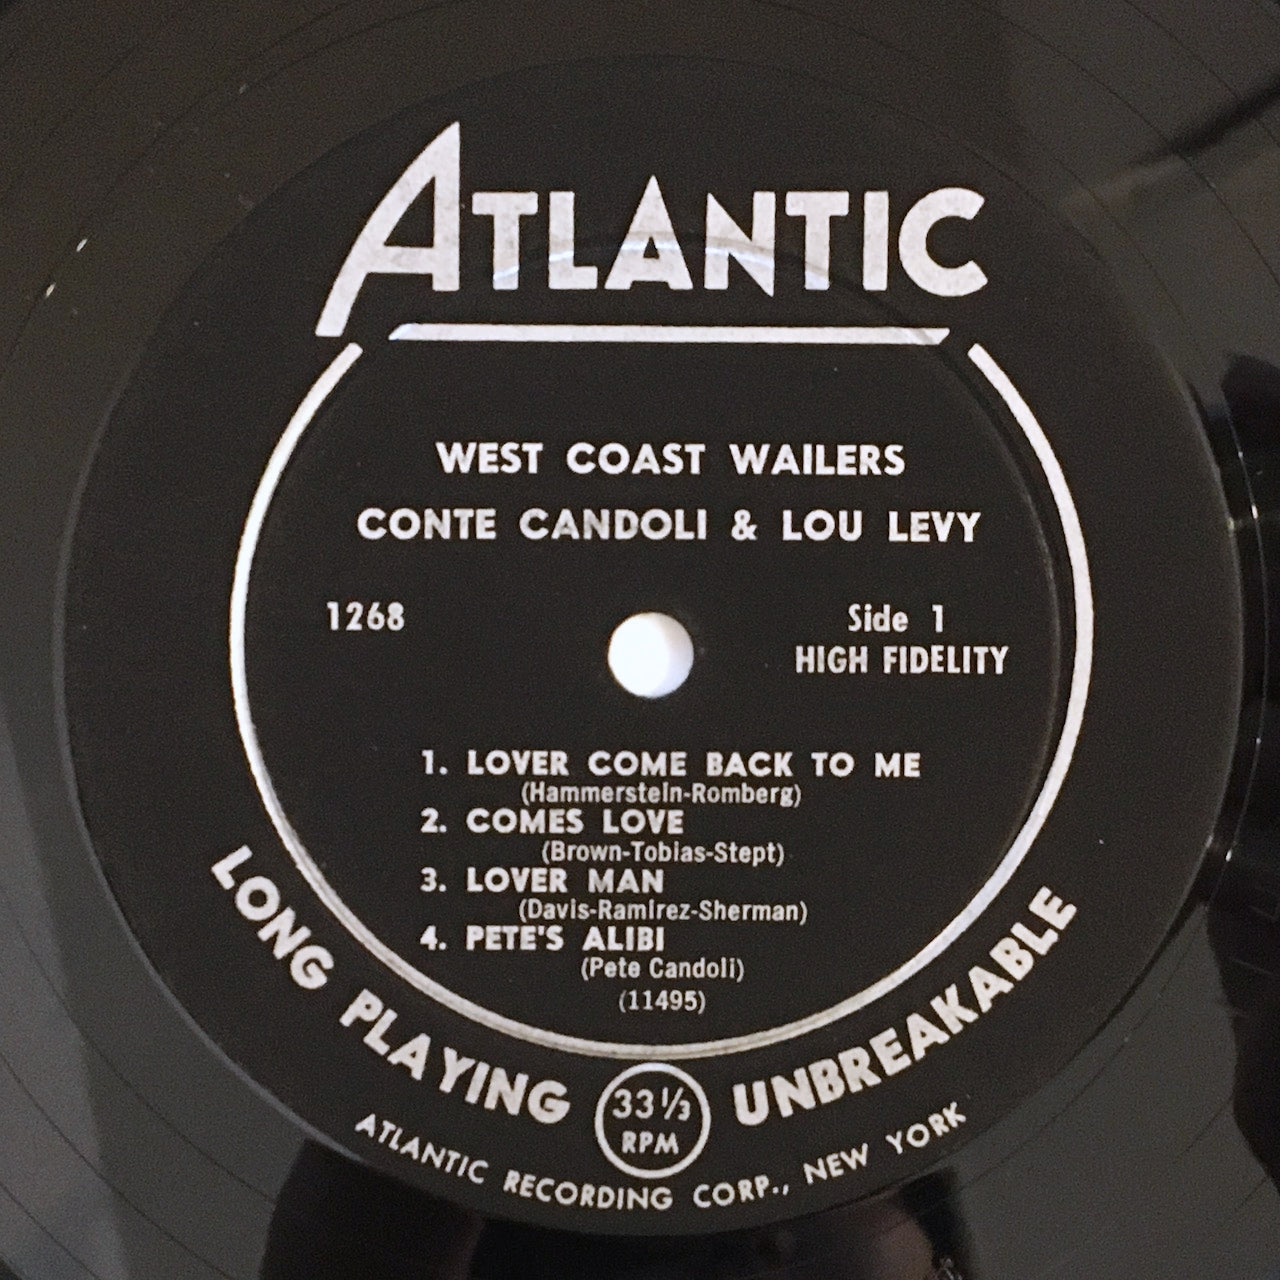 ATLANTIC
WEST COAST WAILERS
CONTE CANDOLI & LOU LEVY
1268
Side 1
HIGH FIDELITY
1. LOVER COME BACK TO ME
(Hammerstein-Romberg)
2. COMES LOVE
(Brown-Tobias-Stept)
3. LOVER MAN
(Davis-Ramirez-Sherman)
4. PETE'S ALIBI
(Pete Candoli)
(11495)
LONG PLAYING 33 1/3 RPM UNBREAKABLE
ATLANTIC RECORDING CORP., NEW YORK